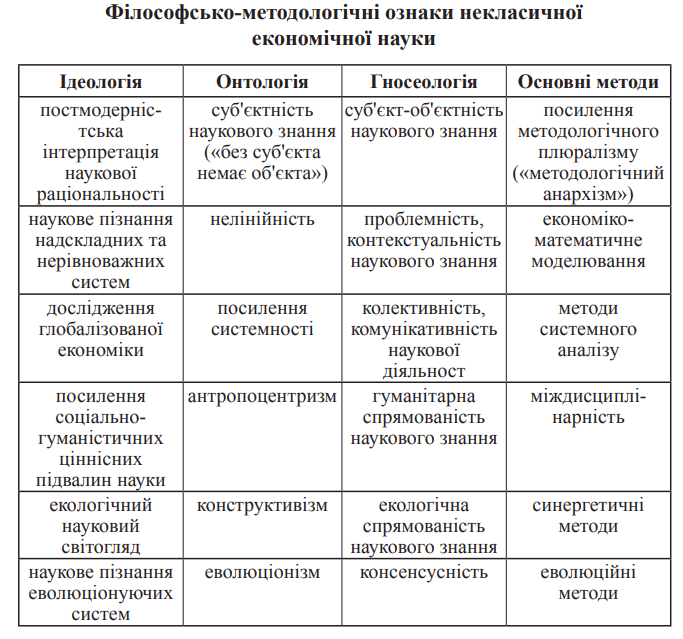 Філософсько-методологічні ознаки некласичної
економічної науки
Ідеологія
Онтологія
Гносеологія
Основні методи
постмодерніс-
тська
інтерпретація
наукової
раціональності
суб'єктність
наукового знання
(«без суб'єкта
немає об'єкта»)
суб'єкт-об'єктність
наукового знання
посилення
методологічного
плюралізму
(«методологічний
анархізм»)
наукове пізнання
надскладних та
нерівноважних
систем
нелінійність
проблемність,
контекстуальність
наукового знання
економіко-
математичне
моделювання
дослідження
глобалізованої
економіки
посилення
системності
колективність,
комунікативність
наукової
діяльност
методи
системного
аналізу
посилення
соціально-
гуманістичних
ціннісних
підвалин науки
антропоцентризм
гуманітарна
спрямованість
наукового знання
міждисциплі-
нарність
екологічний
науковий
світогляд
конструктивізм
екологічна
спрямованість
наукового знання
синергетичні
методи
наукове пізнання
еволюціонуючих
систем
еволюціонізм
консенсусність
еволюційні
методи